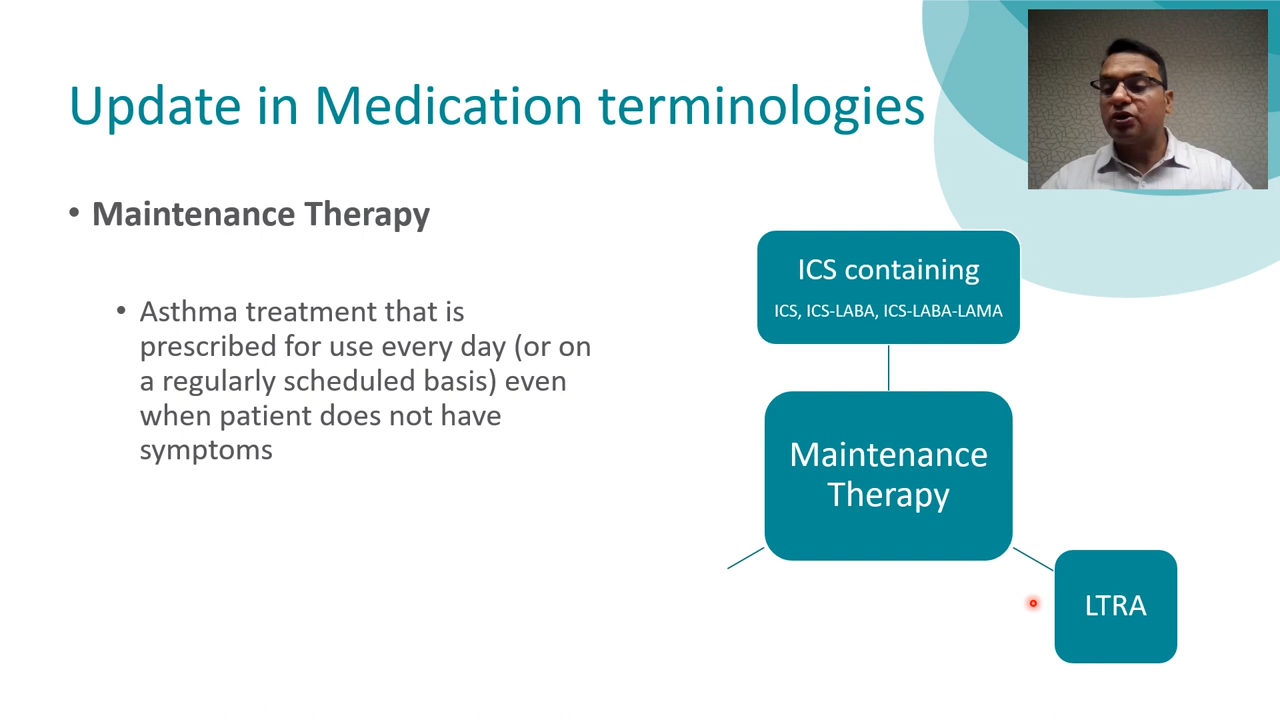 Update in Medication terminologies
• Maintenance Therapy
• Asthma treatment that is
prescribed for use every day (or on
a regularly scheduled basis) even
when patient does not have
symptoms
ICS containing
ICS, ICS-LABA, ICS-LABA-LAMA
Maintenance
Therapy
LTRA